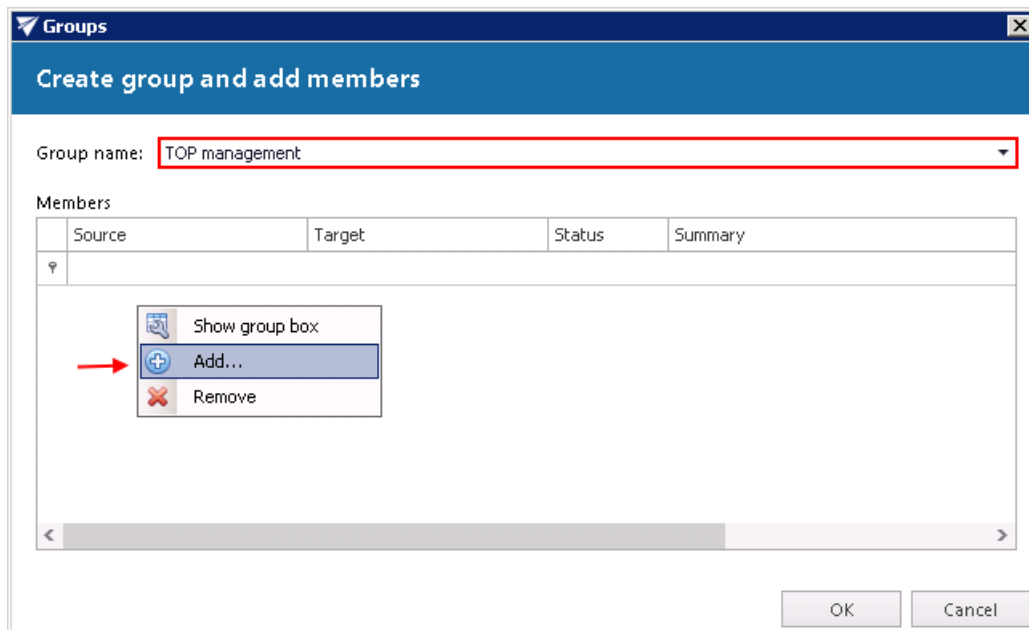 Groups
Create group and add members
Group name: TOP management
Members
Source Target Status Summary
Show group box
Add...
Remove
OK Cancel